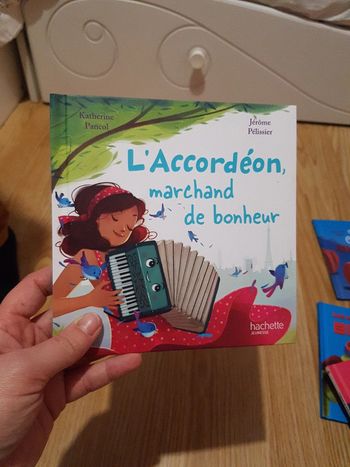 Katherine
Pancol
Jérôme
Pélissier
L'Accordéon,
marchand
de bonheur
hachette
JEUNESSE